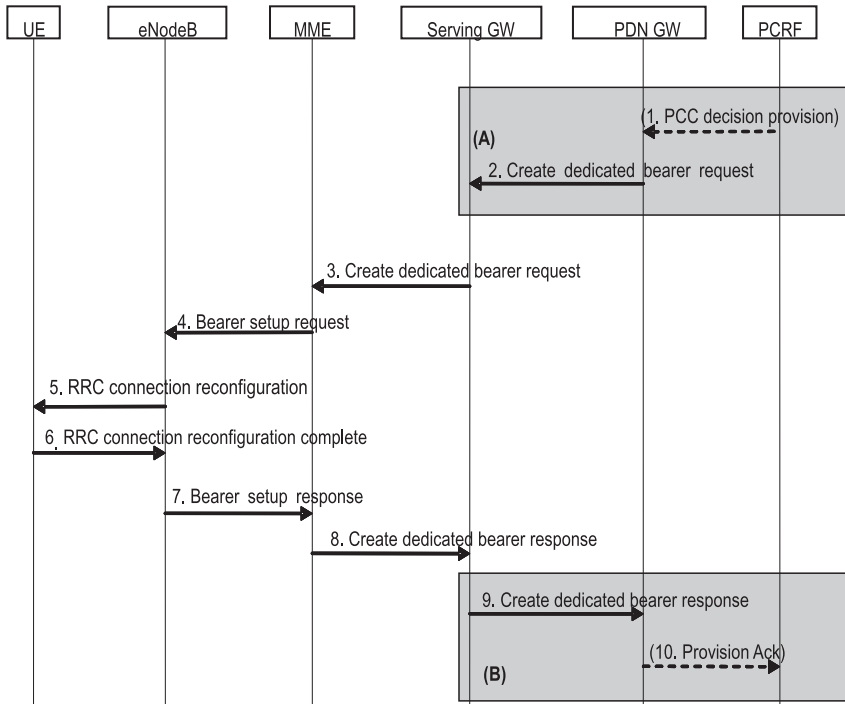 UE eNodeB MME Serving GW PDN GW PCRF
(1. PCC decision provision)
(A)
2. Create dedicated bearer request
3. Create dedicated bearer request
4. Bearer setup request
5. RRC connection reconfiguration
6. RRC connection reconfiguration complete
7. Bearer setup response
8. Create dedicated bearer response
9. Create dedicated bearer response
(10. Provision Ack)
(B)